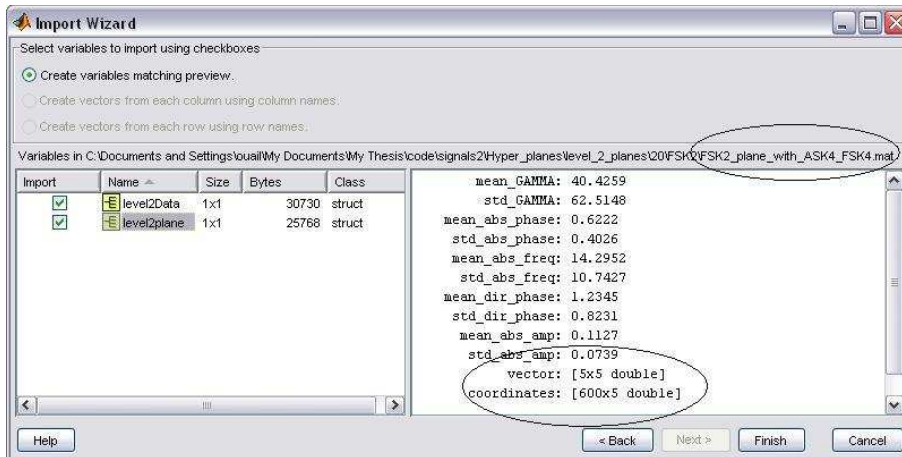 Import Wizard
Select variables to import using checkboxes
Create variables matching preview.
Create vectors from each column using column names.
Create vectors from each row using row names.
Variables in C:\Documents and Settings\ouail\My Documents\My Thesis\code\signals2\Hyper_planes\level_2_planes\20\FSK2\FSK2_plane_with_ASK4_FSK4.mat
Import Name Size Bytes Class
level2Data 1x1 30730 struct
level2plane 1x1 25768 struct
mean_GAMMA: 40.4259
std_GAMMA: 62.5148
mean_abs_phase: 0.6222
std_abs_phase: 0.4026
mean_abs_freq: 14.2952
std_abs_freq: 10.7427
mean_dir_phase: 1.2345
std_dir_phase: 0.8231
mean_abs_amp: 0.1127
std_abs_amp: 0.0739
vector: [5x5 double]
coordinates: [600x5 double]
Help < Back Next > Finish Cancel